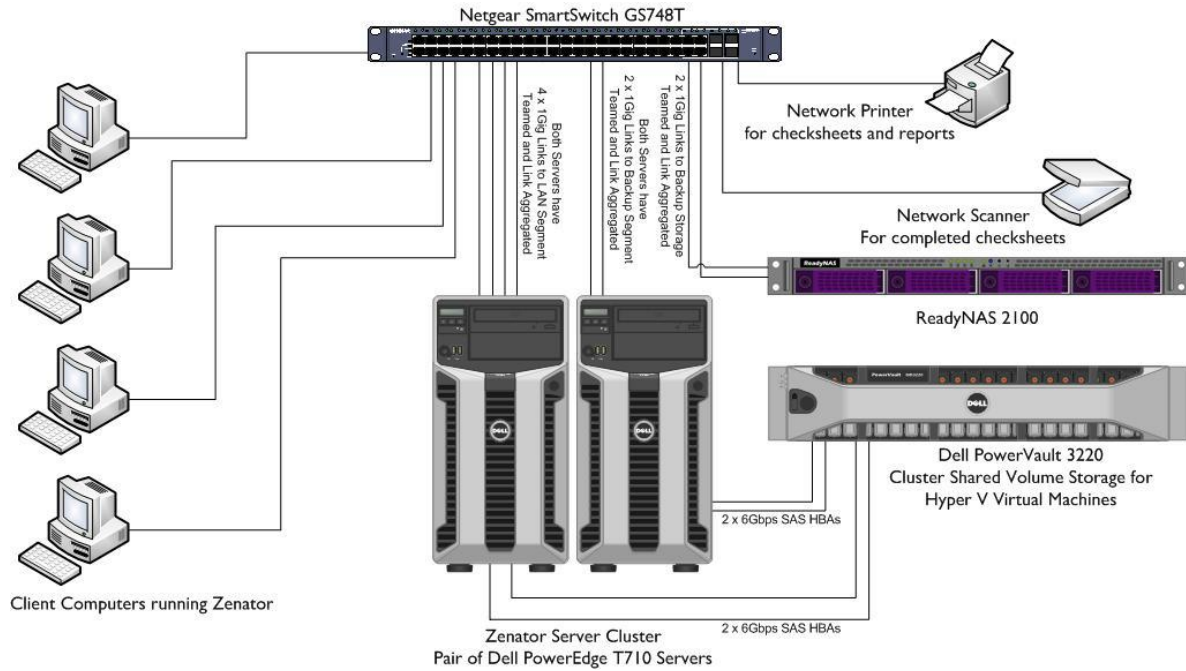 Netgear SmartSwitch GS748T
Both Servers have
4 x 1Gig Links to LAN Segment
Teamed and Link Aggregated
Both Servers have
2 x 1Gig Links to Backup Segment
Teamed and Link Aggregated
2 x 1Gig Links to Backup Storage
Teamed and Link Aggregated
Network Printer
for checksheets and reports
Network Scanner
For completed checksheets
ReadyNAS
ReadyNAS 2100
PowerVault
DELL
Dell PowerVault 3220
Cluster Shared Volume Storage for
Hyper V Virtual Machines
DELL
DELL
2 x 6Gbps SAS HBAs
2 x 6Gbps SAS HBAs
Client Computers running Zenator
Zenator Server Cluster
Pair of Dell PowerEdge T710 Servers